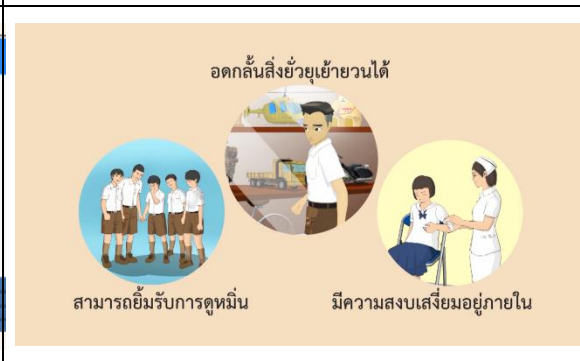 อดกลั้นสิ่งยั่วยุเย้ายวนได้
สามารถยิ้มรับการดูหมิ่น
มีความสงบเสงี่ยมอยู่ภายใน